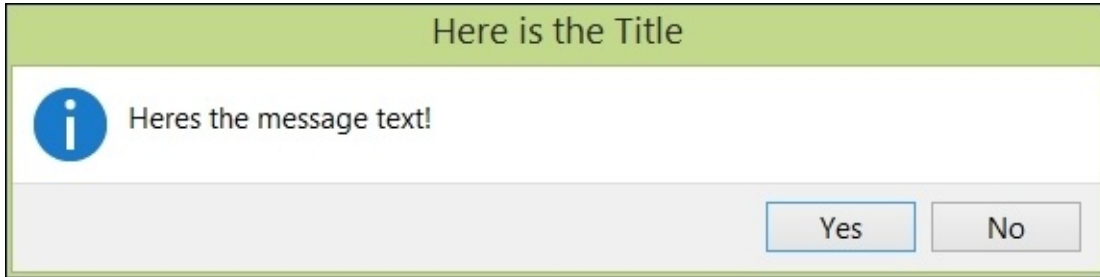 Here is the Title
Heres the message text!
Yes No